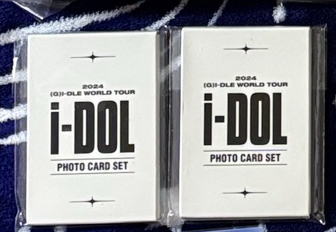 2024
(G)I-DLE WORLD TOUR
i-DOL
PHOTO CARD SET
2024
(G)I-DLE WORLD TOUR
i-DOL
PHOTO CARD SET